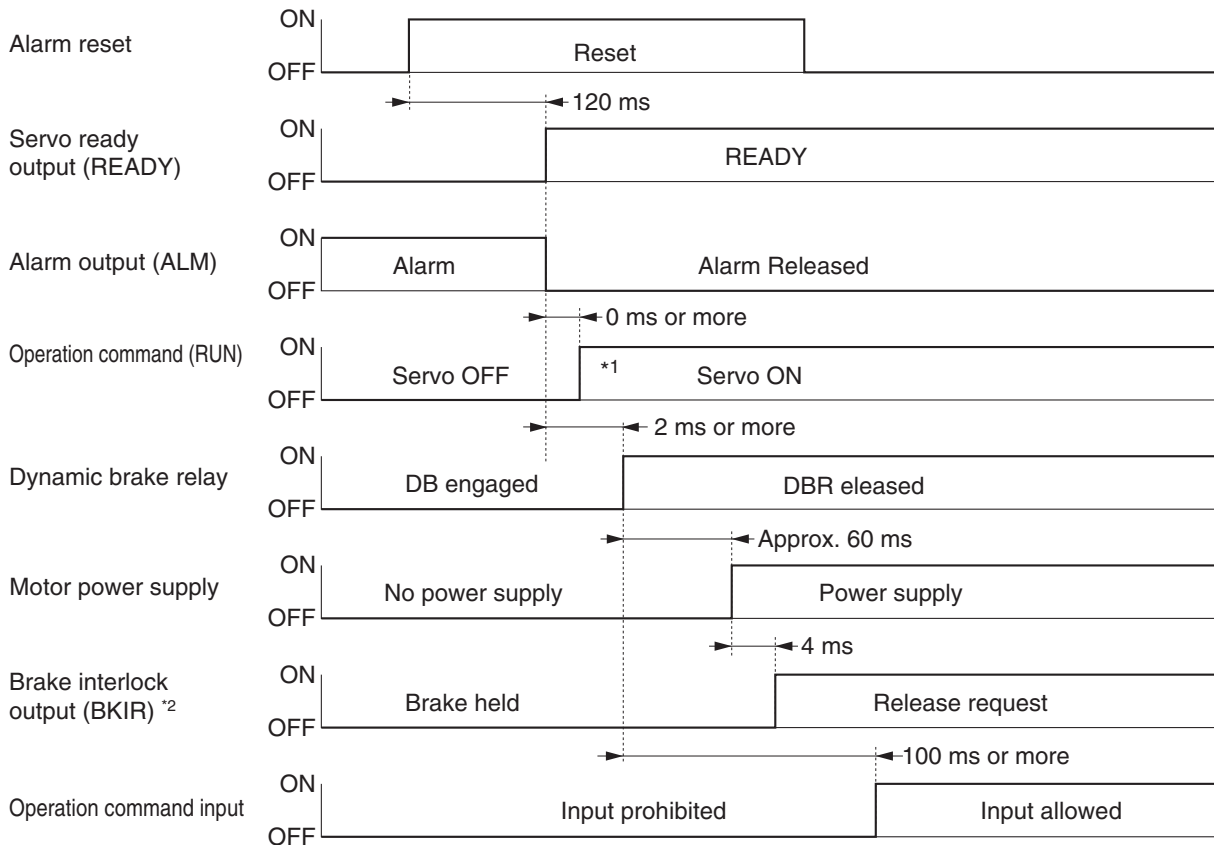 ON
Alarm reset
Reset
OFF
120 ms
ON
Servo ready
output (READY)
READY
OFF
ON
Alarm output (ALM)
Alarm
Alarm Released
OFF
0 ms or more
ON
Operation command (RUN)
Servo OFF
*1
Servo ON
OFF
2 ms or more
ON
Dynamic brake relay
DB engaged
DBR eleased
OFF
Approx. 60 ms
ON
Motor power supply
No power supply
Power supply
OFF
4 ms
ON
Brake interlock
output (BKIR) *2
Brake held
Release request
OFF
100 ms or more
ON
Operation command input
Input prohibited
Input allowed
OFF